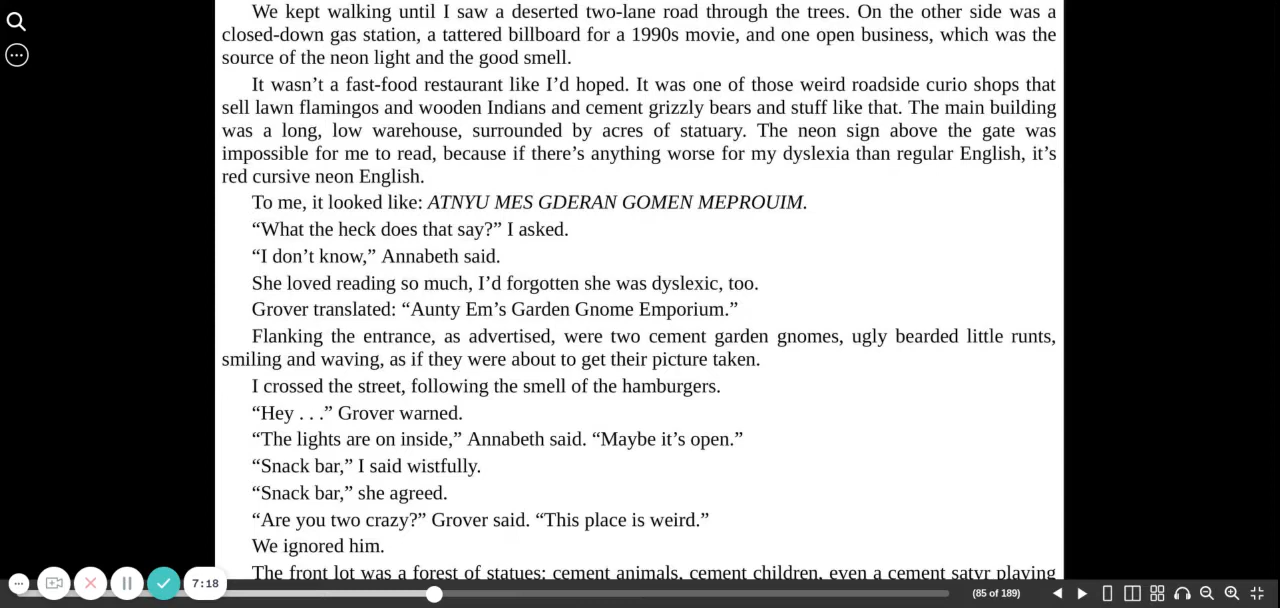 We kept walking until I saw a deserted two-lane road through the trees. On the other side was a
closed-down gas station, a tattered billboard for a 1990s movie, and one open business, which was the
source of the neon light and the good smell.
It wasn’t a fast-food restaurant like I’d hoped. It was one of those weird roadside curio shops that
sell lawn flamingos and wooden Indians and cement grizzly bears and stuff like that. The main building
was a long, low warehouse, surrounded by acres of statuary. The neon sign above the gate was
impossible for me to read, because if there’s anything worse for my dyslexia than regular English, it’s
red cursive neon English.
To me, it looked like: ATNYU MES GDERAN GOMEN MEPROUIM.
“What the heck does that say?” I asked.
“I don’t know,” Annabeth said.
She loved reading so much, I’d forgotten she was dyslexic, too.
Grover translated: “Aunty Em’s Garden Gnome Emporium.”
Flanking the entrance, as advertised, were two cement garden gnomes, ugly bearded little runts,
smiling and waving, as if they were about to get their picture taken.
I crossed the street, following the smell of the hamburgers.
“Hey . . .” Grover warned.
“The lights are on inside,” Annabeth said. “Maybe it’s open.”
“Snack bar,” I said wistfully.
“Snack bar,” she agreed.
“Are you two crazy?” Grover said. “This place is weird.”
We ignored him.
The front lot was a forest of statues: cement animals, cement children, even a cement satyr playing
7:18
(85 of 189)